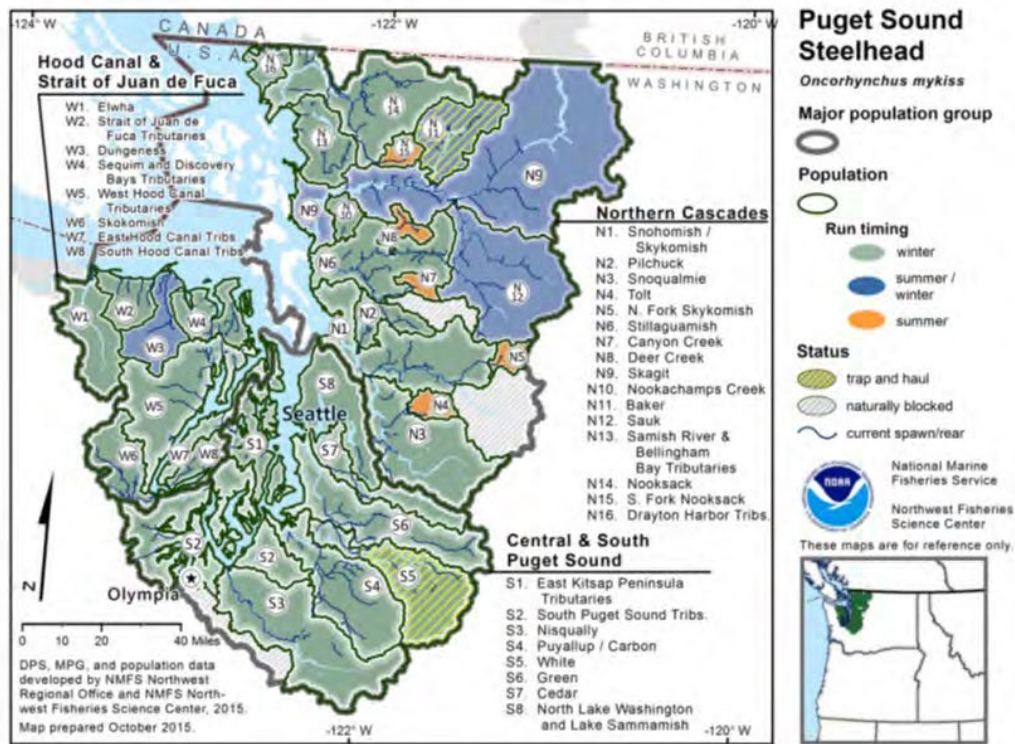 -124° W
-122° W
-120° W
CANADA
U.S.A
BRITISH
COLUMBIA
WASHINGTON
Hood Canal &
Strait of Juan de Fuca
W1. Elwha
W2. Strait of Juan de
Fuca Tributaries
W3. Dungeness
W4. Sequim and Discovery
Bays Tributaries
W5. West Hood Canal
Tributaries
W6. Skokomish
W7. East Hood Canal Tribs
W8. South Hood Canal Tribs
N
16
N
14
N
11
N
13
N
15
N9
N9
N
10
N8
N6
N7
N
12
N2
N1
N5
N4
N3
W1
W2
W4
W3
W5
W6
W7
W8
S8
Seattle
S1
S7
S6
S2
S2
S5
S4
S3
Olympia
N
0 10 20 40 Miles
DPS, MPG, and population data
developed by NMFS Northwest
Regional Office and NMFS North-
west Fisheries Science Center, 2015.
Map prepared October 2015.
-122° W
-120° W
Northern Cascades
N1. Snohomish /
Skykomish
N2. Pilchuck
N3. Snoqualmie
N4. Tolt
N5. N. Fork Skykomish
N6. Stillaguamish
N7. Canyon Creek
N8. Deer Creek
N9. Skagit
N10. Nookachamps Creek
N11. Baker
N12. Sauk
N13. Samish River &
Bellingham
Bay Tributaries
N14. Nooksack
N15. S. Fork Nooksack
N16. Drayton Harbor Tribs.
Central & South
Puget Sound
S1. East Kitsap Peninsula
Tributaries
S2. South Puget Sound Tribs.
S3. Nisqually
S4. Puyallup / Carbon
S5. White
S6. Green
S7. Cedar
S8. North Lake Washington
and Lake Sammamish
Puget Sound
Steelhead
Oncorhynchus mykiss
Major population group
Population
Run timing
winter
summer /
winter
summer
Status
trap and haul
naturally blocked
current spawn/rear
NOAA
National Marine
Fisheries Service
Northwest Fisheries
Science Center
These maps are for reference only.